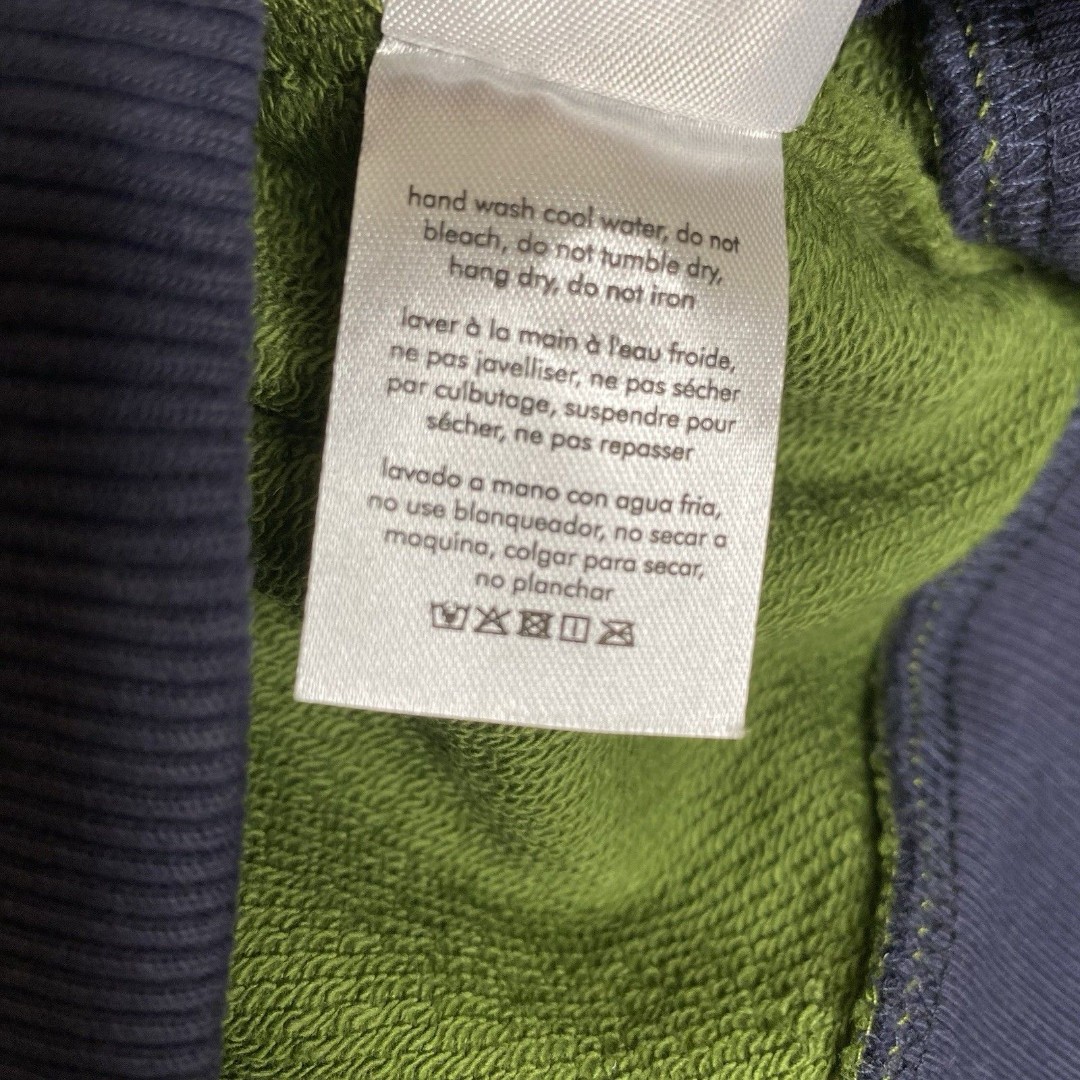 hand wash cool water, do not
bleach, do not tumble dry,
hang dry, do not iron
laver à la main à l'eau froide,
ne pas javelliser, ne pas sécher
par culbutage, suspendre pour
sécher, ne pas repasser
lavado a mano con agua fria,
no use blanqueador, no secar a
maquina, colgar para secar,
no planchar